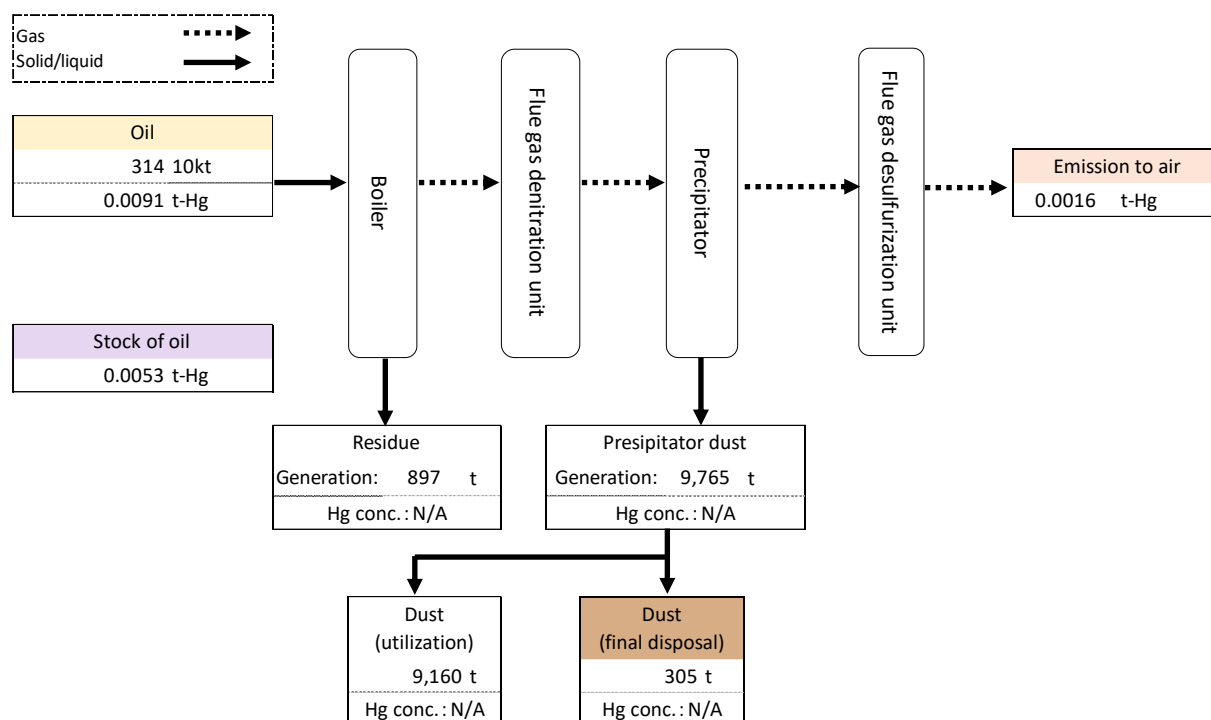 Gas
Solid/liquid
Oil
314 10kt
0.0091 t-Hg
Boiler
Flue gas denitration unit
Precipitator
Flue gas desulfurization unit
Emission to air
0.0016 t-Hg
Stock of oil
0.0053 t-Hg
Residue
Generation: 897 t
Hg conc.: N/A
Presipitator dust
Generation: 9,765 t
Hg conc.: N/A
Dust
(utilization)
9,160 t
Hg conc.: N/A
Dust
(final disposal)
305 t
Hg conc.: N/A